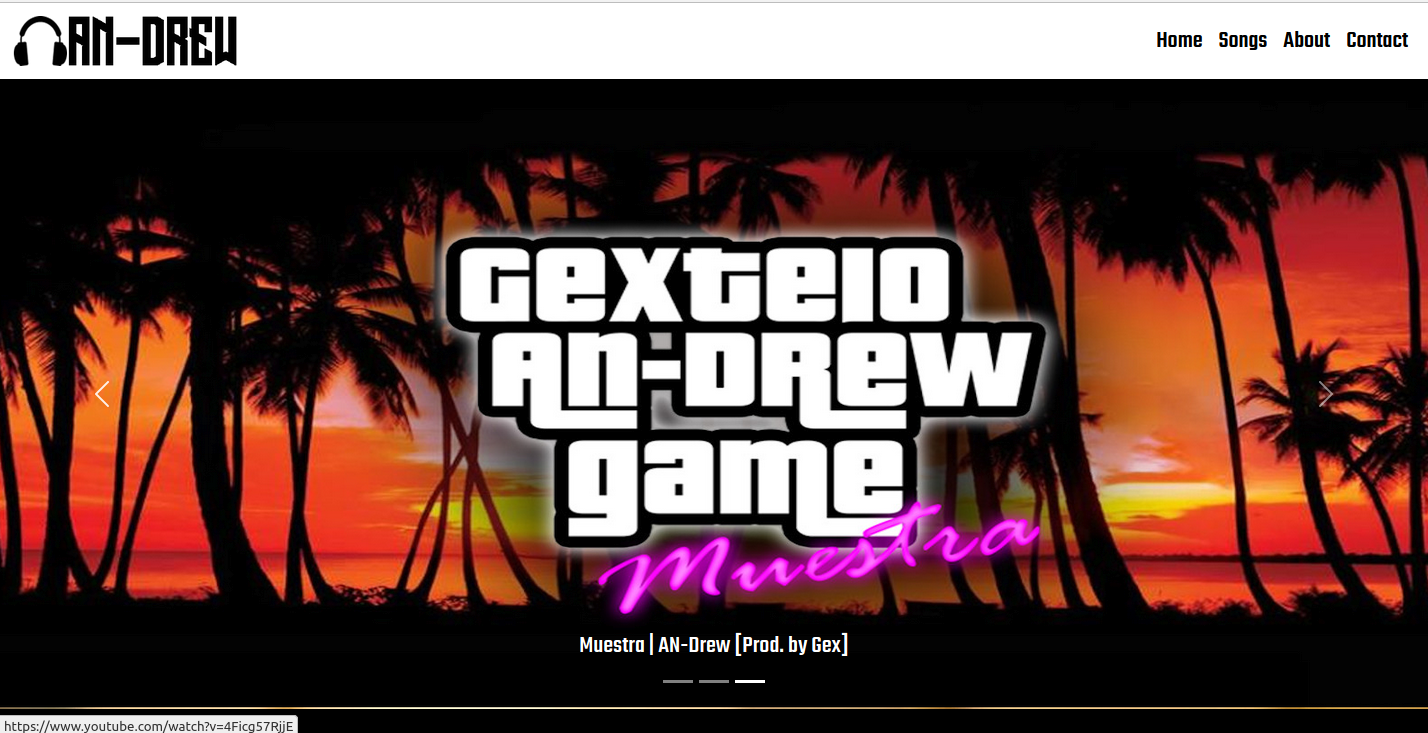 AN-DREW
Home Songs About Contact
Gextelo
AN-DREW
game
Muestra
Muestra | AN-Drew [Prod. by Gex]
https://www.youtube.com/watch?v=4Ficg57RjjE